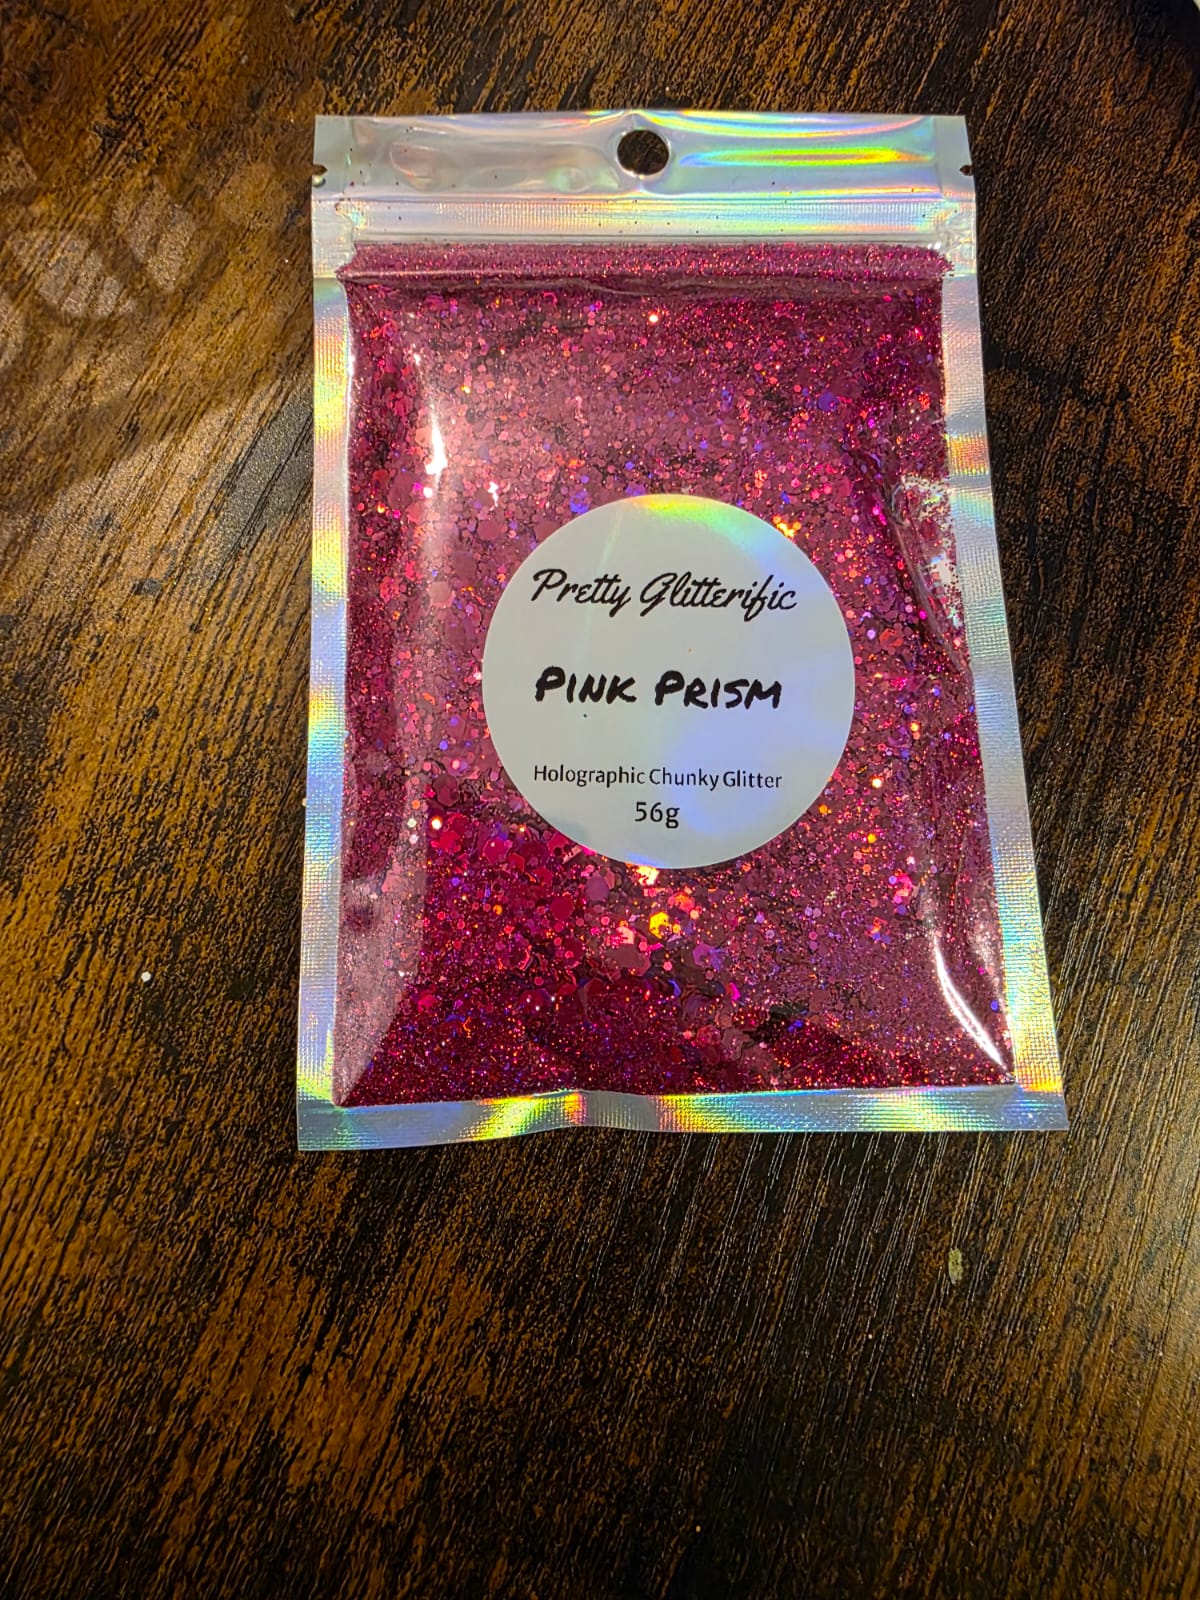 Pretty Glitterific
PINK PRISM
Holographic Chunky Glitter
56g